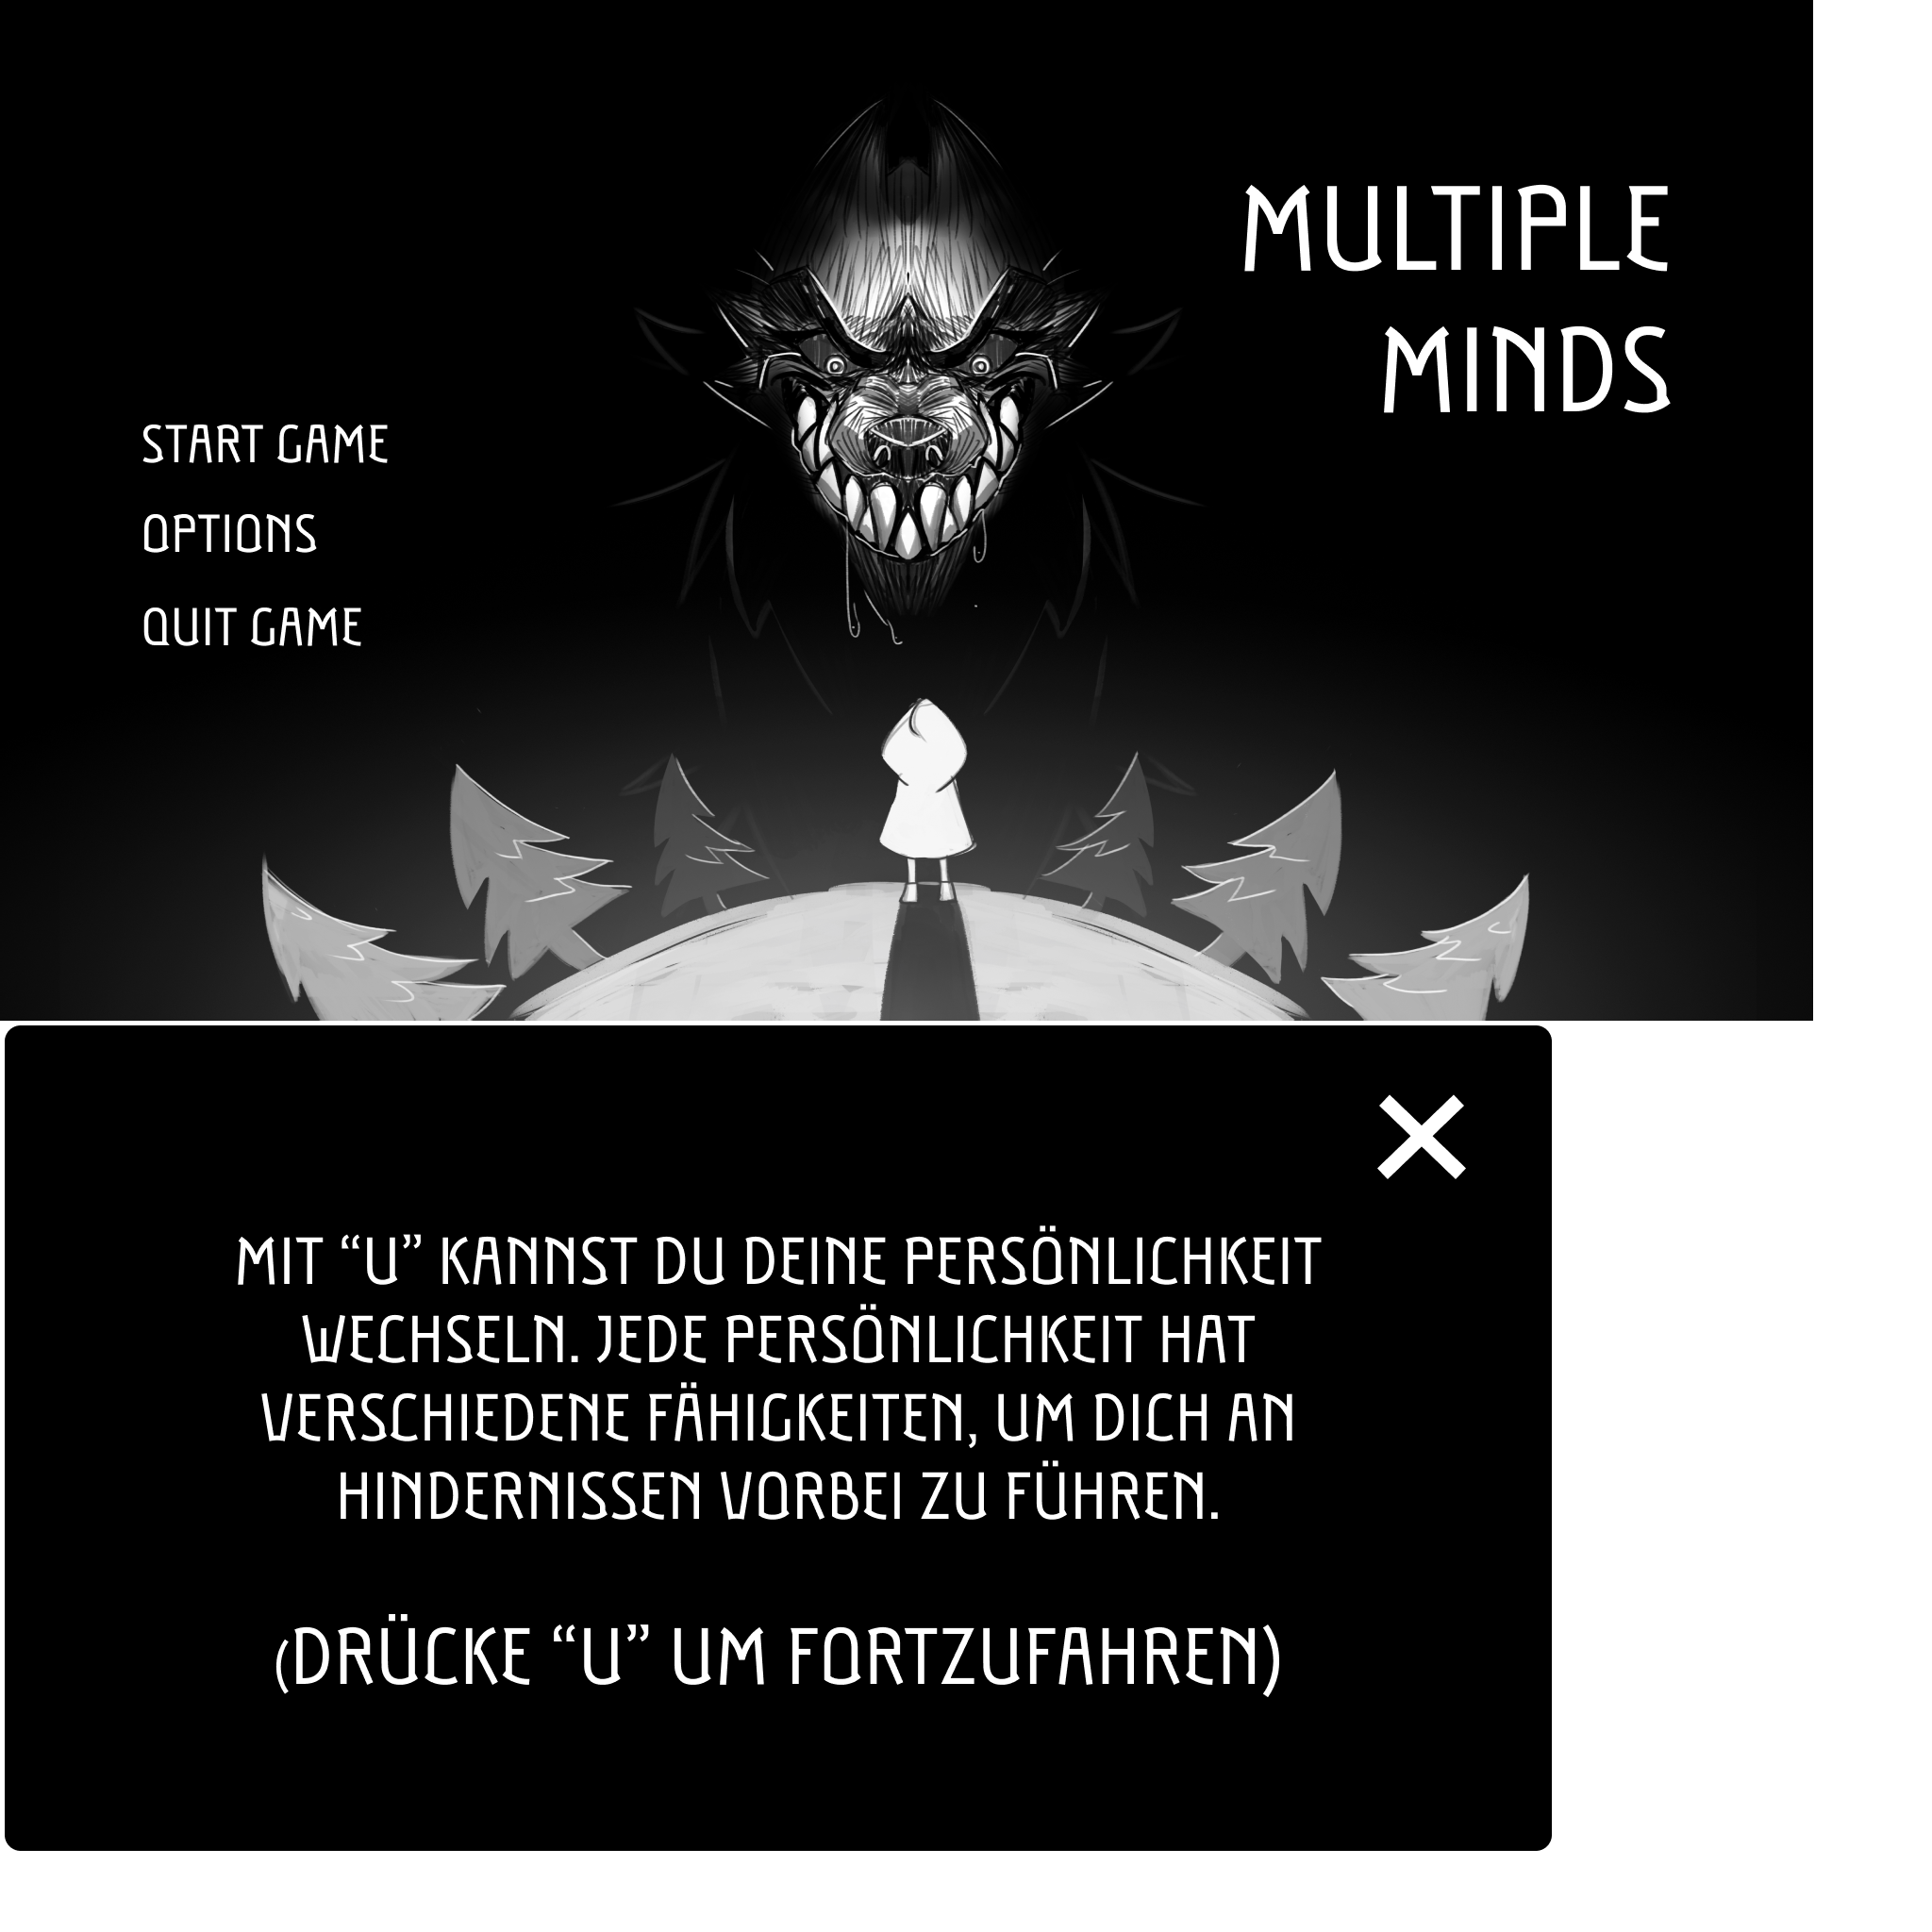 MULTIPLE
MINDS
START GAME
OPTIONS
QUIT GAME
MIT “U” KANNST DU DEINE PERSÖNLICHKEIT
WECHSELN. JEDE PERSÖNLICHKEIT HAT
VERSCHIEDENE FÄHIGKEITEN, UM DICH AN
HINDERNISSEN VORBEI ZU FÜHREN.
(DRÜCKE “U” UM FORTZUFAHREN)